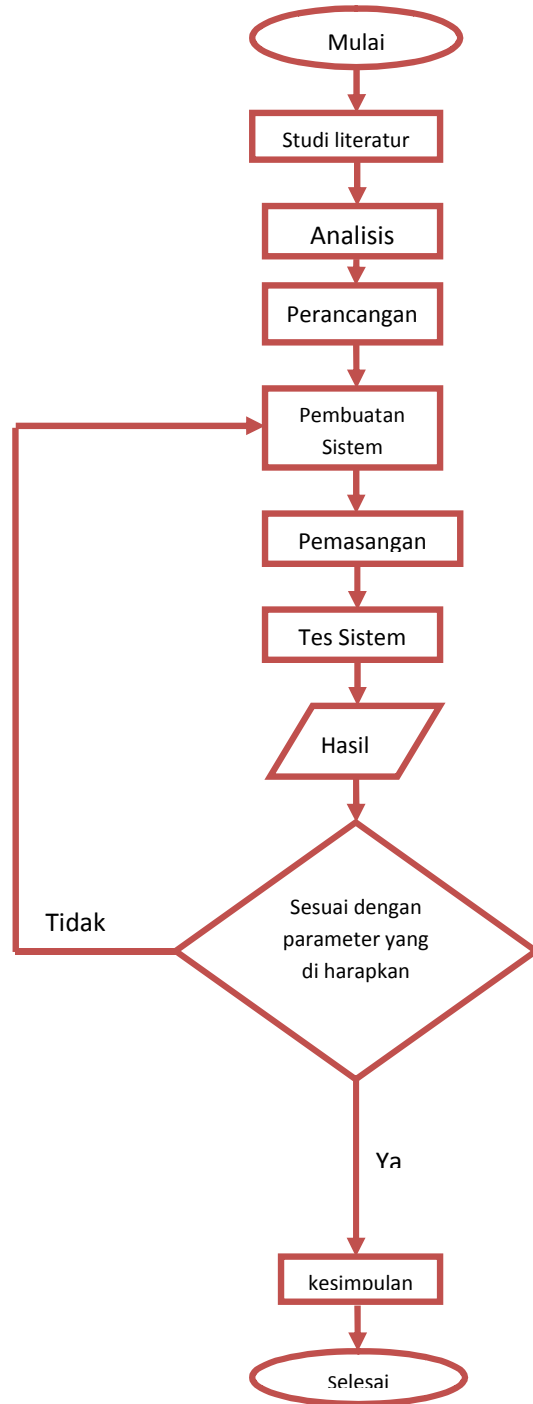 Mulai
Studi literatur
Analisis
Perancangan
Pembuatan
Sistem
Pemasangan
Tes Sistem
Hasil
Sesuai dengan
parameter yang
di harapkan
Tidak
Ya
kesimpulan
Selesai